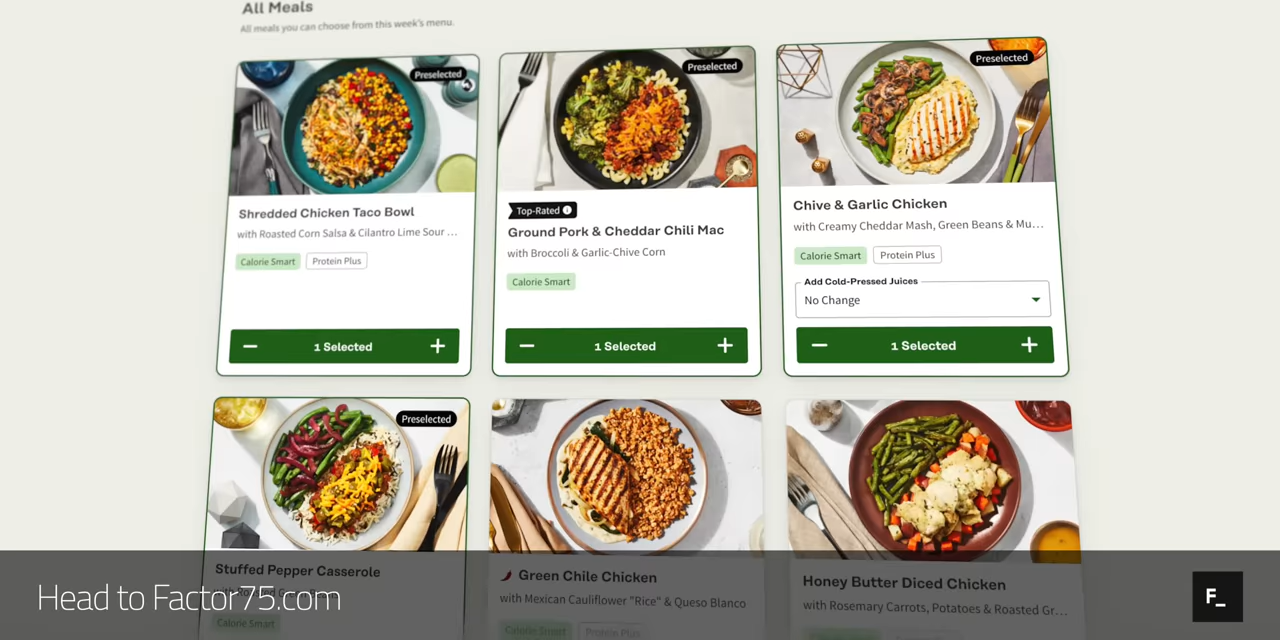 All Meals
All meals you can choose from this week's menu.
Preselected
Shredded Chicken Taco Bowl
with Roasted Corn Salsa & Cilantro Lime Sour ...
Calorie Smart
Protein Plus
1 Selected
Preselected
Top-Rated
Ground Pork & Cheddar Chili Mac
with Broccoli & Garlic-Chive Corn
Calorie Smart
1 Selected
Preselected
Chive & Garlic Chicken
with Creamy Cheddar Mash, Green Beans & Mu...
Calorie Smart
Protein Plus
Add Cold-Pressed Juices
No Change
1 Selected
Preselected
Stuffed Pepper Casserole
with
Calorie Smart
Green Chile Chicken
with Mexican Cauliflower "Rice" & Queso Blanco
Calorie Smart
Protein Plus
Honey Butter Diced Chicken
with Rosemary Carrots, Potatoes & Roasted Gr...
Head to Factor75.com
F_